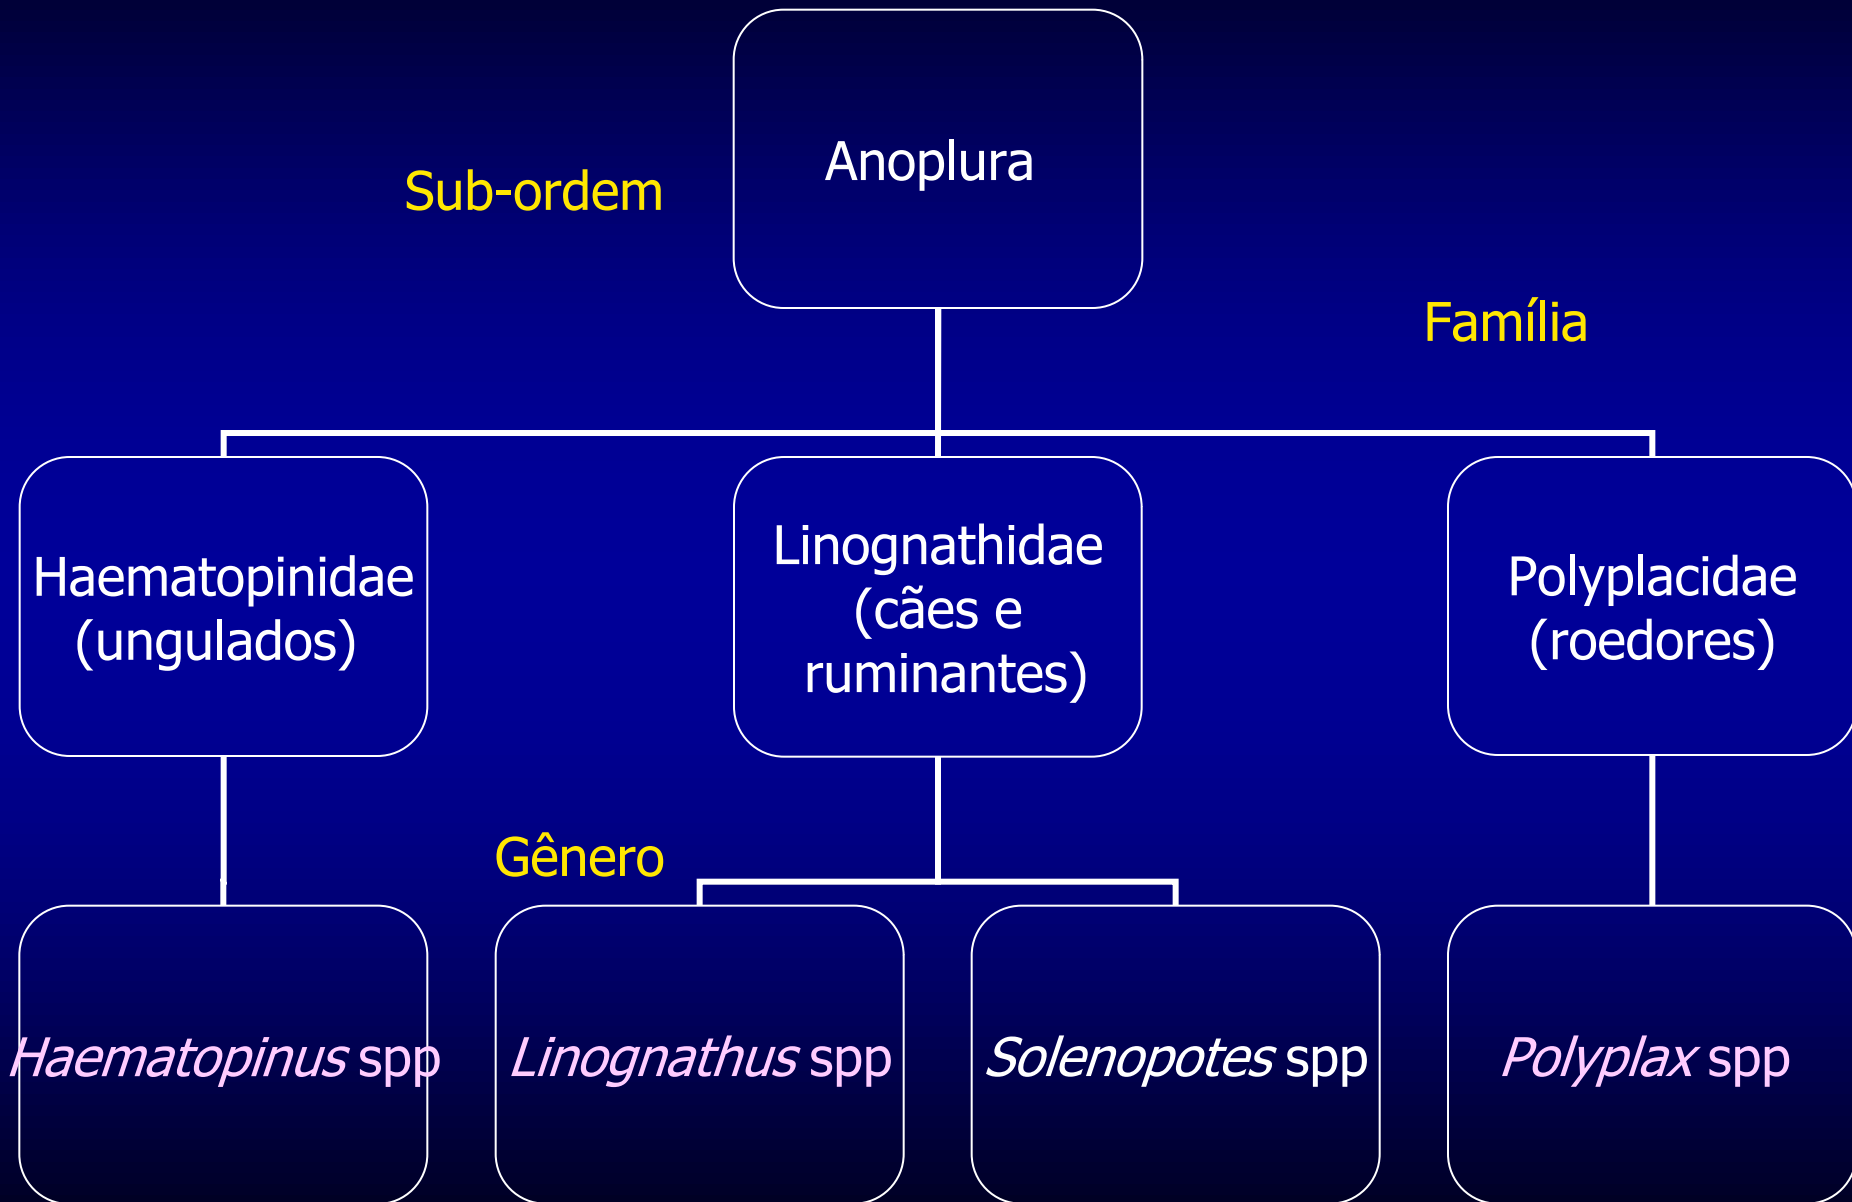 Anoplura
Sub-ordem
Família
Haematopinidae
(ungulados)
Linognathidae
(cães e
ruminantes)
Polyplacidae
(roedores)
Gênero
Haematopinus spp
Linognathus spp
Solenopotes spp
Polyplax spp